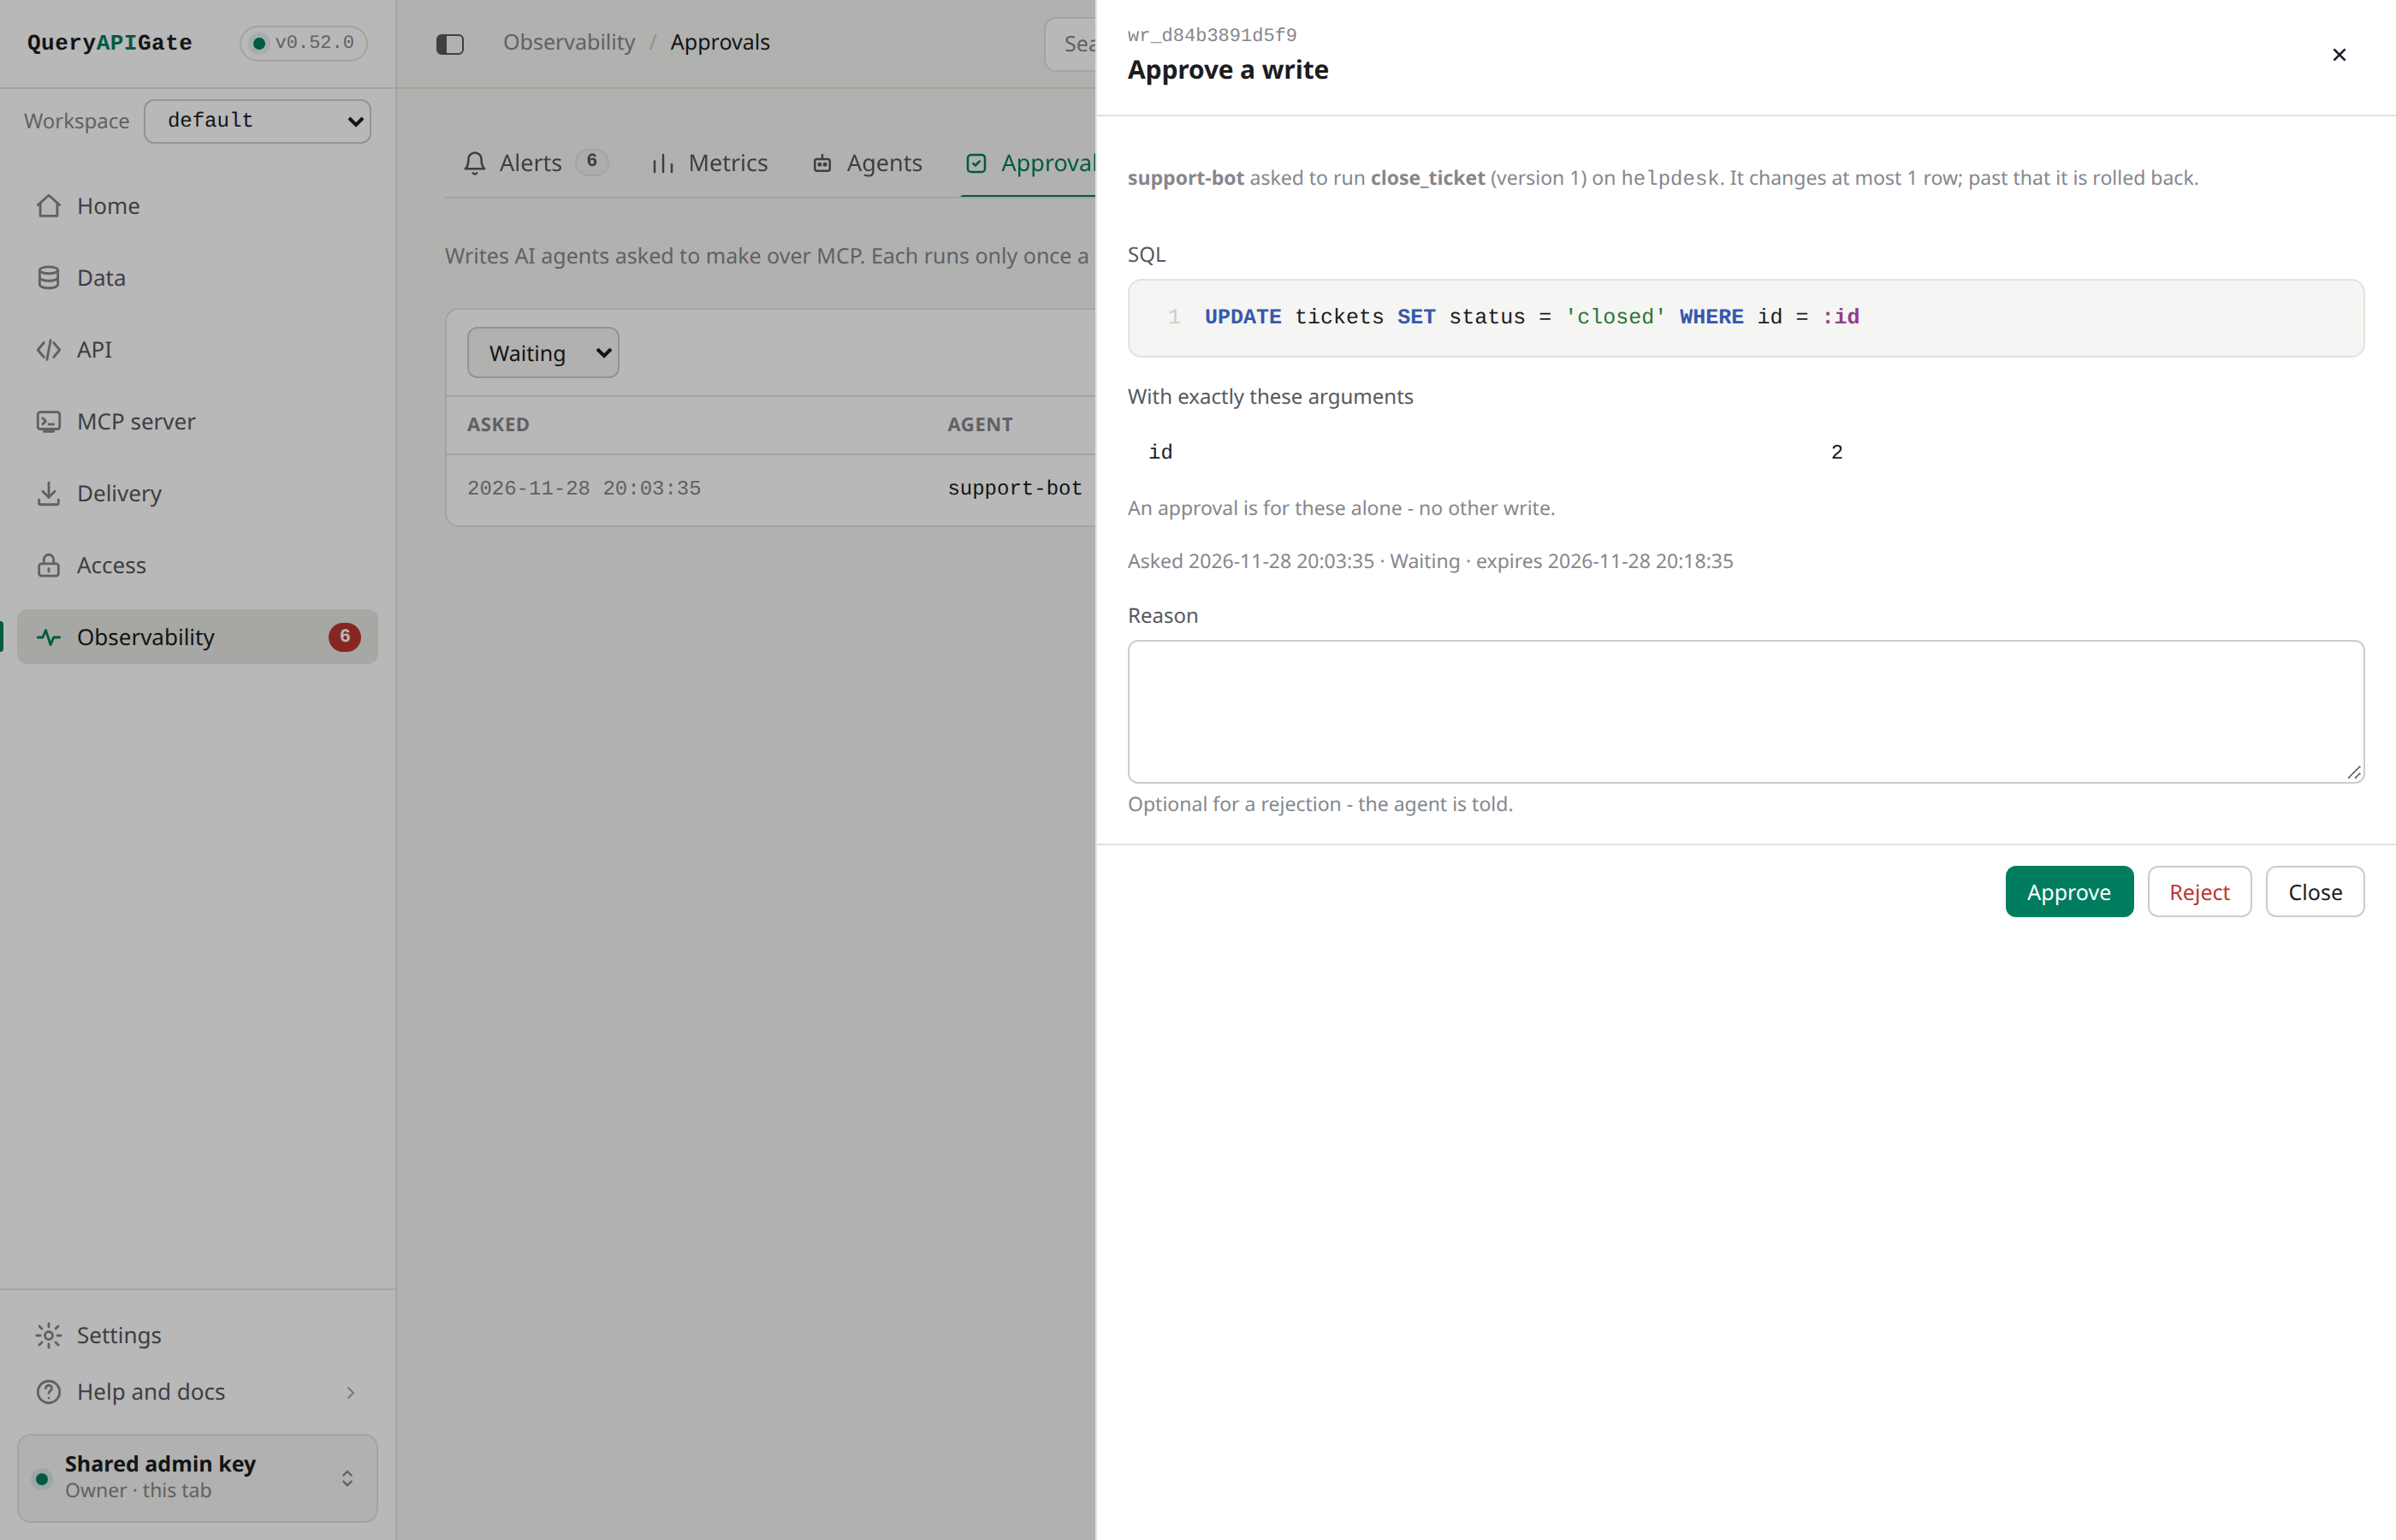 QueryAPIGate
v0.52.0
Workspace
default
Home
Data
API
MCP server
Delivery
Access
Observability
6
Settings
Help and docs
Shared admin key
Owner · this tab
Observability / Approvals
Alerts 6
Metrics
Agents
Writes AI agents asked to make over MCP. Each runs only once a
Waiting
ASKED AGENT
2026-11-28 20:03:35 support-bot
wr_d84b3891d5f9
Approve a write
support-bot asked to run close_ticket (version 1) on helpdesk. It changes at most 1 row; past that it is rolled back.
SQL
1 UPDATE tickets SET status = 'closed' WHERE id = :id
With exactly these arguments
id 2
An approval is for these alone - no other write.
Asked 2026-11-28 20:03:35 · Waiting · expires 2026-11-28 20:18:35
Reason
Optional for a rejection - the agent is told.
Approve
Reject
Close